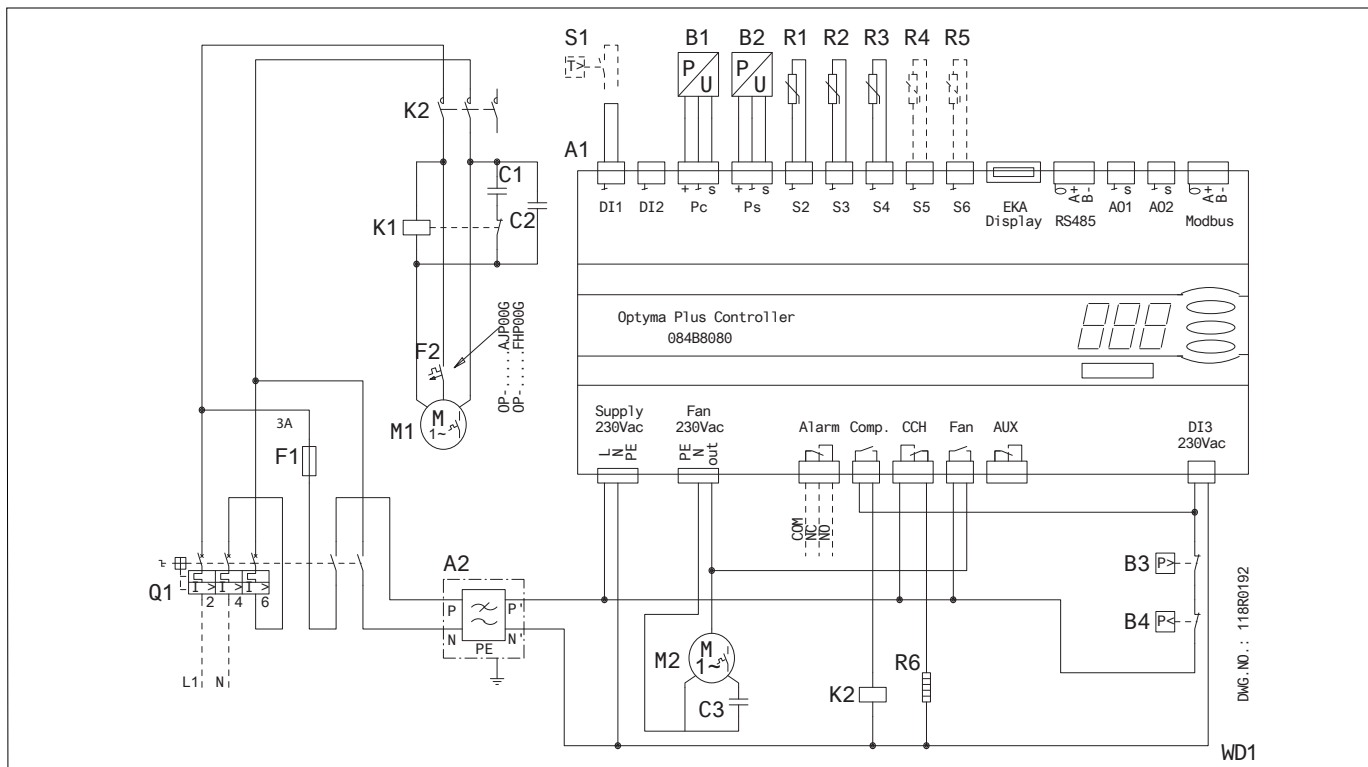 S1 B1 B2 R1 R2 R3 R4 R5
T>
P U P U
K2
A1
C1
C2
K1
+ - s + - s
DI1 DI2 Pc Ps S2 S3 S4 S5 S6 EKA Display RS485 AO1 AO2 Modbus
A+ B- s s A+ B-
Optyma Plus Controller
084B8080
OP-.....AJP00G
OP-.....FHP00G
F2
M1
M 1~
3A
F1
Supply 230Vac
Fan 230Vac
Alarm Comp. CCH Fan AUX
DI3 230Vac
L N PE
PE N out
COM NC NO
Q1
I > I > I >
2 4 6
L1 N
A2
P P'
N N'
PE
B3 P>
B4 P<
M2
M 1~
C3
K2
R6
DWG.NO.: 118R0192
WD1